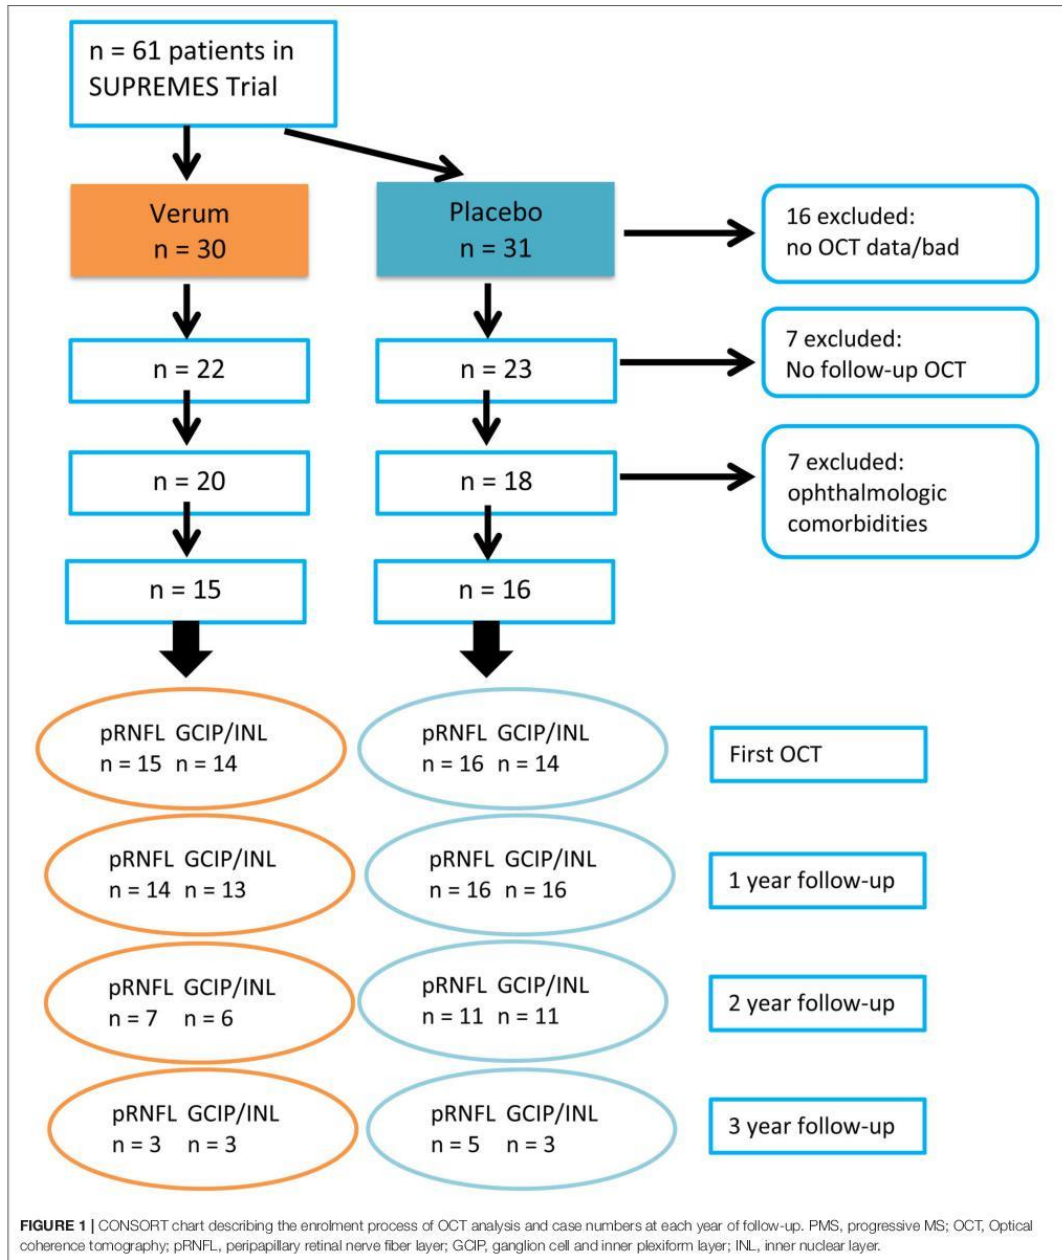 n = 61 patients in
SUPREMES Trial
Verum
n = 30
Placebo
n = 31
16 excluded:
no OCT data/bad
n = 22
n = 23
7 excluded:
No follow-up OCT
n = 20
n = 18
7 excluded:
ophthalmologic
comorbidities
n = 15
n = 16
pRNFL GCIP/INL
n = 15 n = 14
pRNFL GCIP/INL
n = 16 n = 14
First OCT
pRNFL GCIP/INL
n = 14 n = 13
pRNFL GCIP/INL
n = 16 n = 16
1 year follow-up
pRNFL GCIP/INL
n = 7 n = 6
pRNFL GCIP/INL
n = 11 n = 11
2 year follow-up
pRNFL GCIP/INL
n = 3 n = 3
pRNFL GCIP/INL
n = 5 n = 3
3 year follow-up
FIGURE 1 | CONSORT chart describing the enrolment process of OCT analysis and case numbers at each year of follow-up. PMS, progressive MS; OCT, Optical
coherence tomography; pRNFL, peripapillary retinal nerve fiber layer; GCIP, ganglion cell and inner plexiform layer; INL, inner nuclear layer.